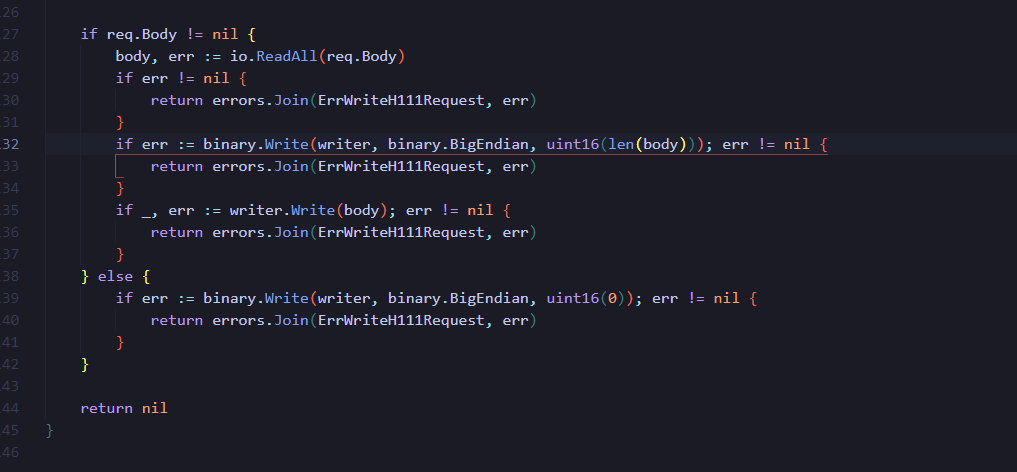 26
27     if req.Body != nil {
28         body, err := io.ReadAll(req.Body)
29         if err != nil {
30             return errors.Join(ErrWriteH111Request, err)
31         }
132         if err := binary.Write(writer, binary.BigEndian, uint16(len(body))); err != nil {
33             return errors.Join(ErrWriteH111Request, err)
34         }
35         if _, err := writer.Write(body); err != nil {
36             return errors.Join(ErrWriteH111Request, err)
37         }
38     } else {
39         if err := binary.Write(writer, binary.BigEndian, uint16(0)); err != nil {
40             return errors.Join(ErrWriteH111Request, err)
41         }
42     }
43
44     return nil
45 }
46